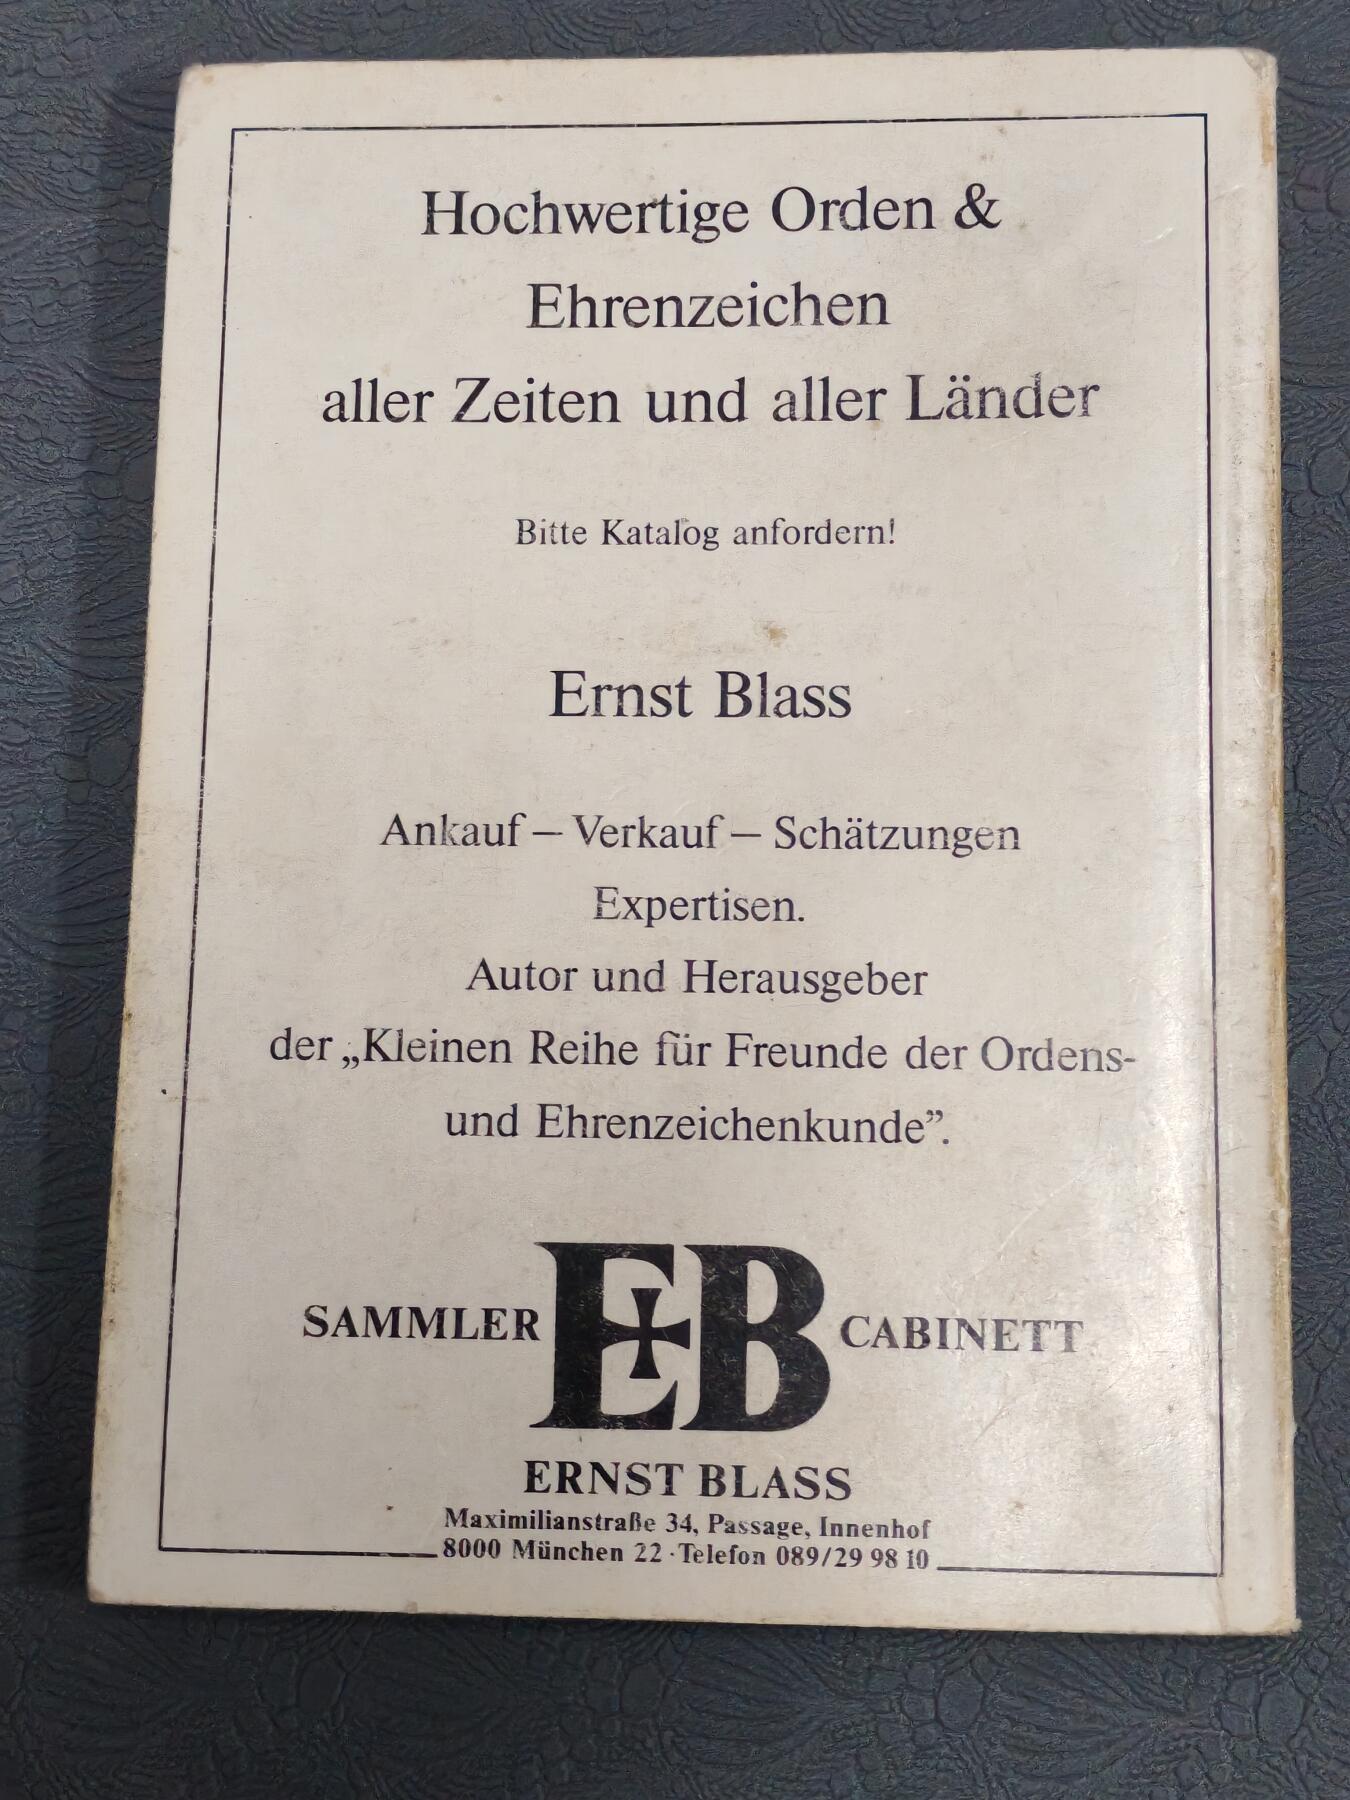 Hochwertige Orden &
Ehrenzeichen
aller Zeiten und aller Länder
Bitte Katalog anfordern!
Ernst Blass
Ankauf – Verkauf – Schätzungen
Expertisen.
Autor und Herausgeber
der „Kleinen Reihe für Freunde der Ordens-
und Ehrenzeichenkunde”.
SAMMLER EB CABINETT
ERNST BLASS
Maximilianstraße 34, Passage, Innenhof
8000 München 22 · Telefon 089/29 98 10